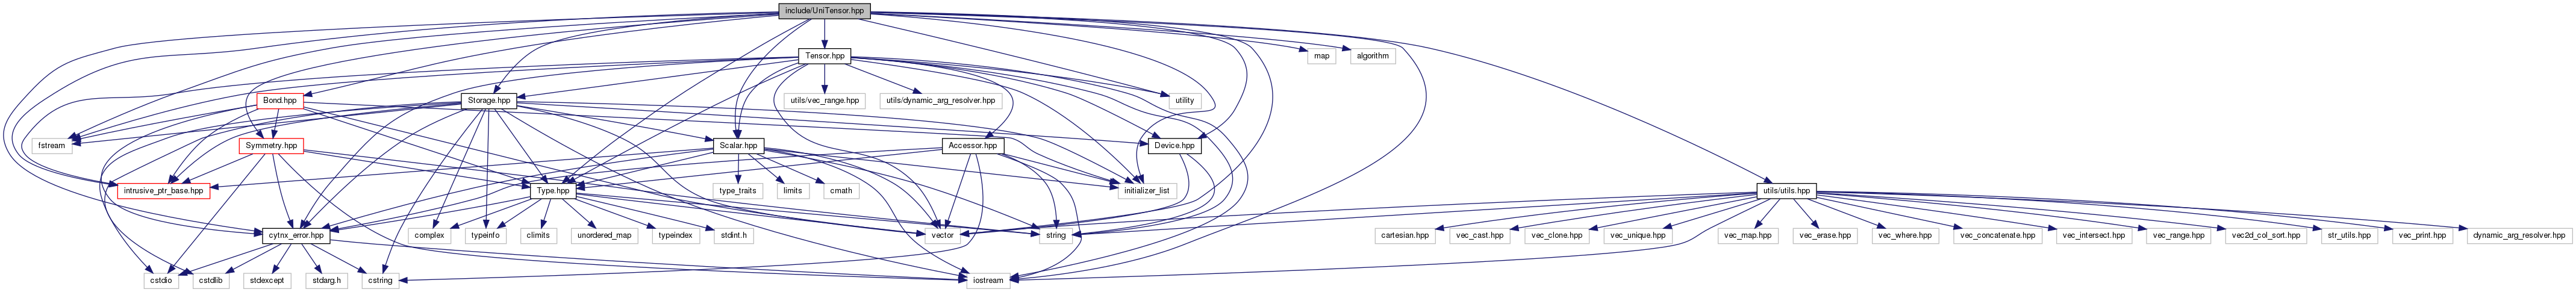 include/UniTensor.hpp
Tensor.hpp
map
algorithm
Bond.hpp
Storage.hpp
utils/vec_range.hpp
utils/dynamic_arg_resolver.hpp
utility
fstream
Symmetry.hpp
Scalar.hpp
Accessor.hpp
Device.hpp
intrusive_ptr_base.hpp
Type.hpp
type_traits
limits
cmath
initializer_list
utils/utils.hpp
cytnx_error.hpp
complex
typeinfo
climits
unordered_map
typeindex
stdint.h
vector
string
cartesian.hpp
vec_cast.hpp
vec_clone.hpp
vec_unique.hpp
vec_map.hpp
vec_erase.hpp
vec_where.hpp
vec_concatenate.hpp
vec_intersect.hpp
vec_range.hpp
vec2d_col_sort.hpp
str_utils.hpp
vec_print.hpp
dynamic_arg_resolver.hpp
cstdio
cstdlib
stdexcept
stdarg.h
cstring
iostream